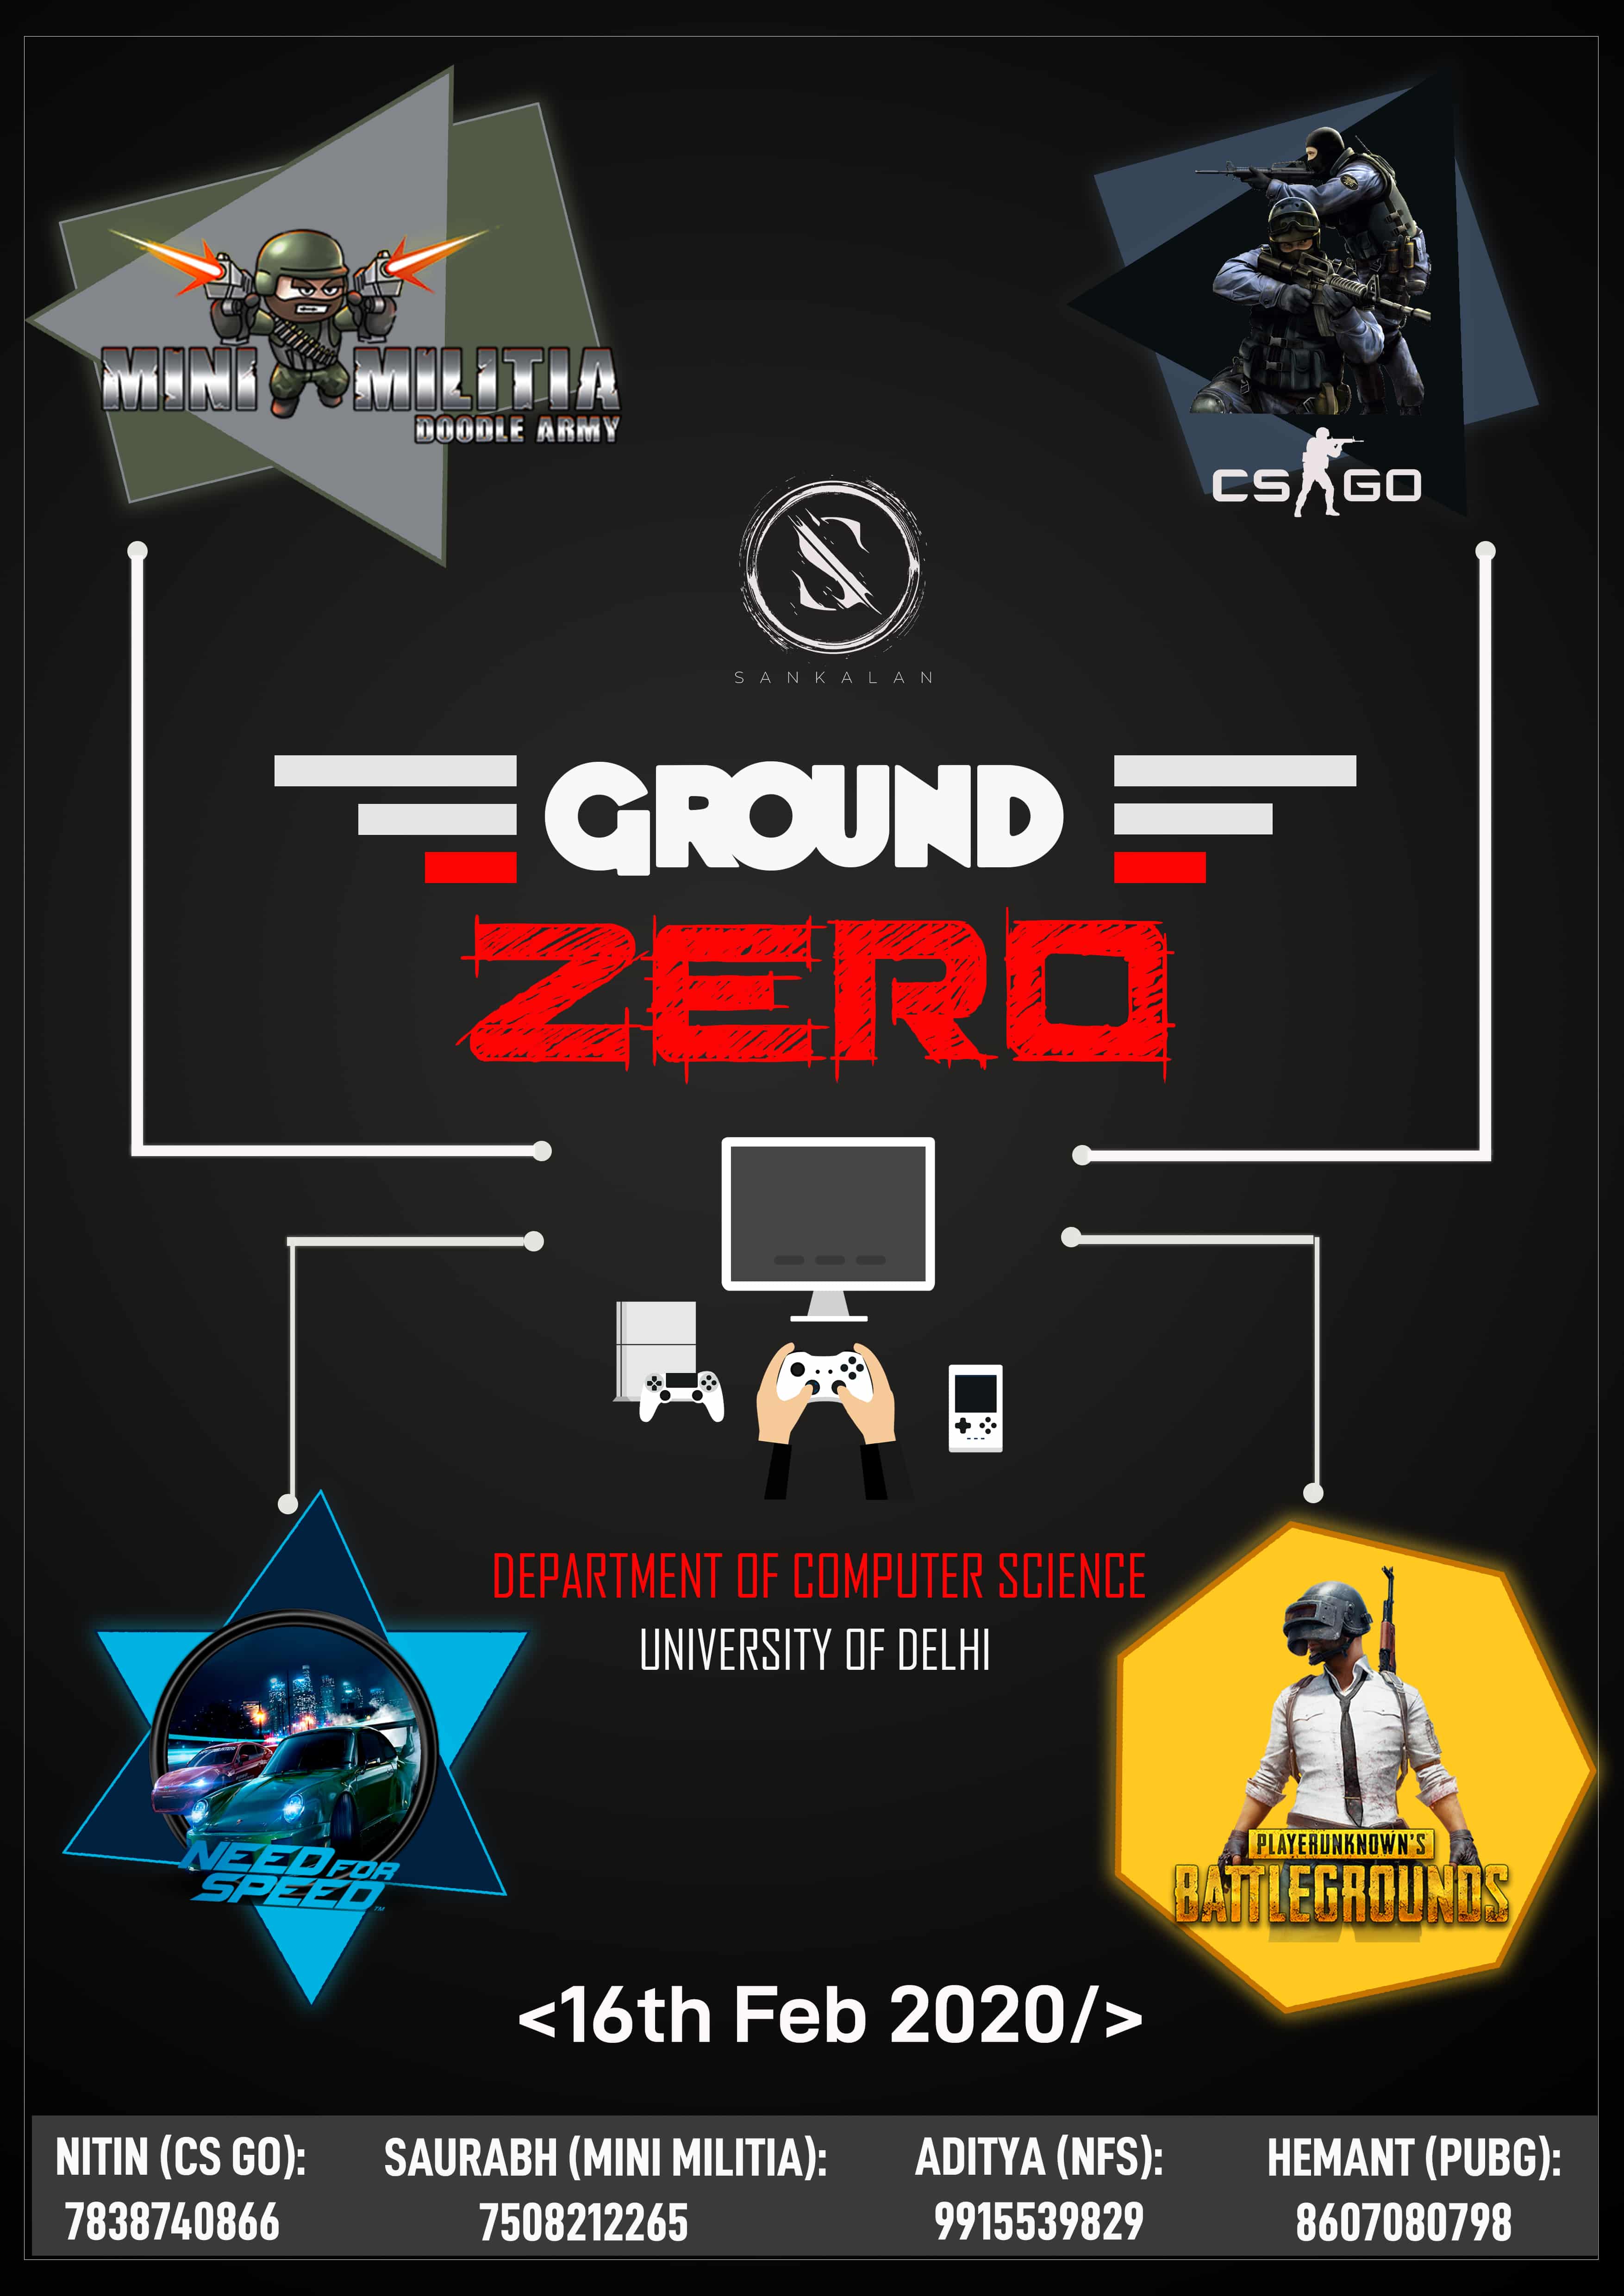 MINI MILITIA
DOODLE ARMY
CS GO
SANKALAN
GROUND
ZERO
DEPARTMENT OF COMPUTER SCIENCE
UNIVERSITY OF DELHI
NEED FOR
SPEED™
PLAYERUNKNOWN'S
BATTLEGROUNDS
<16th Feb 2020/>
NITIN (CS GO): SAURABH (MINI MILITIA): ADITYA (NFS): HEMANT (PUBG):
7838740866 7508212265 9915539829 8607080798